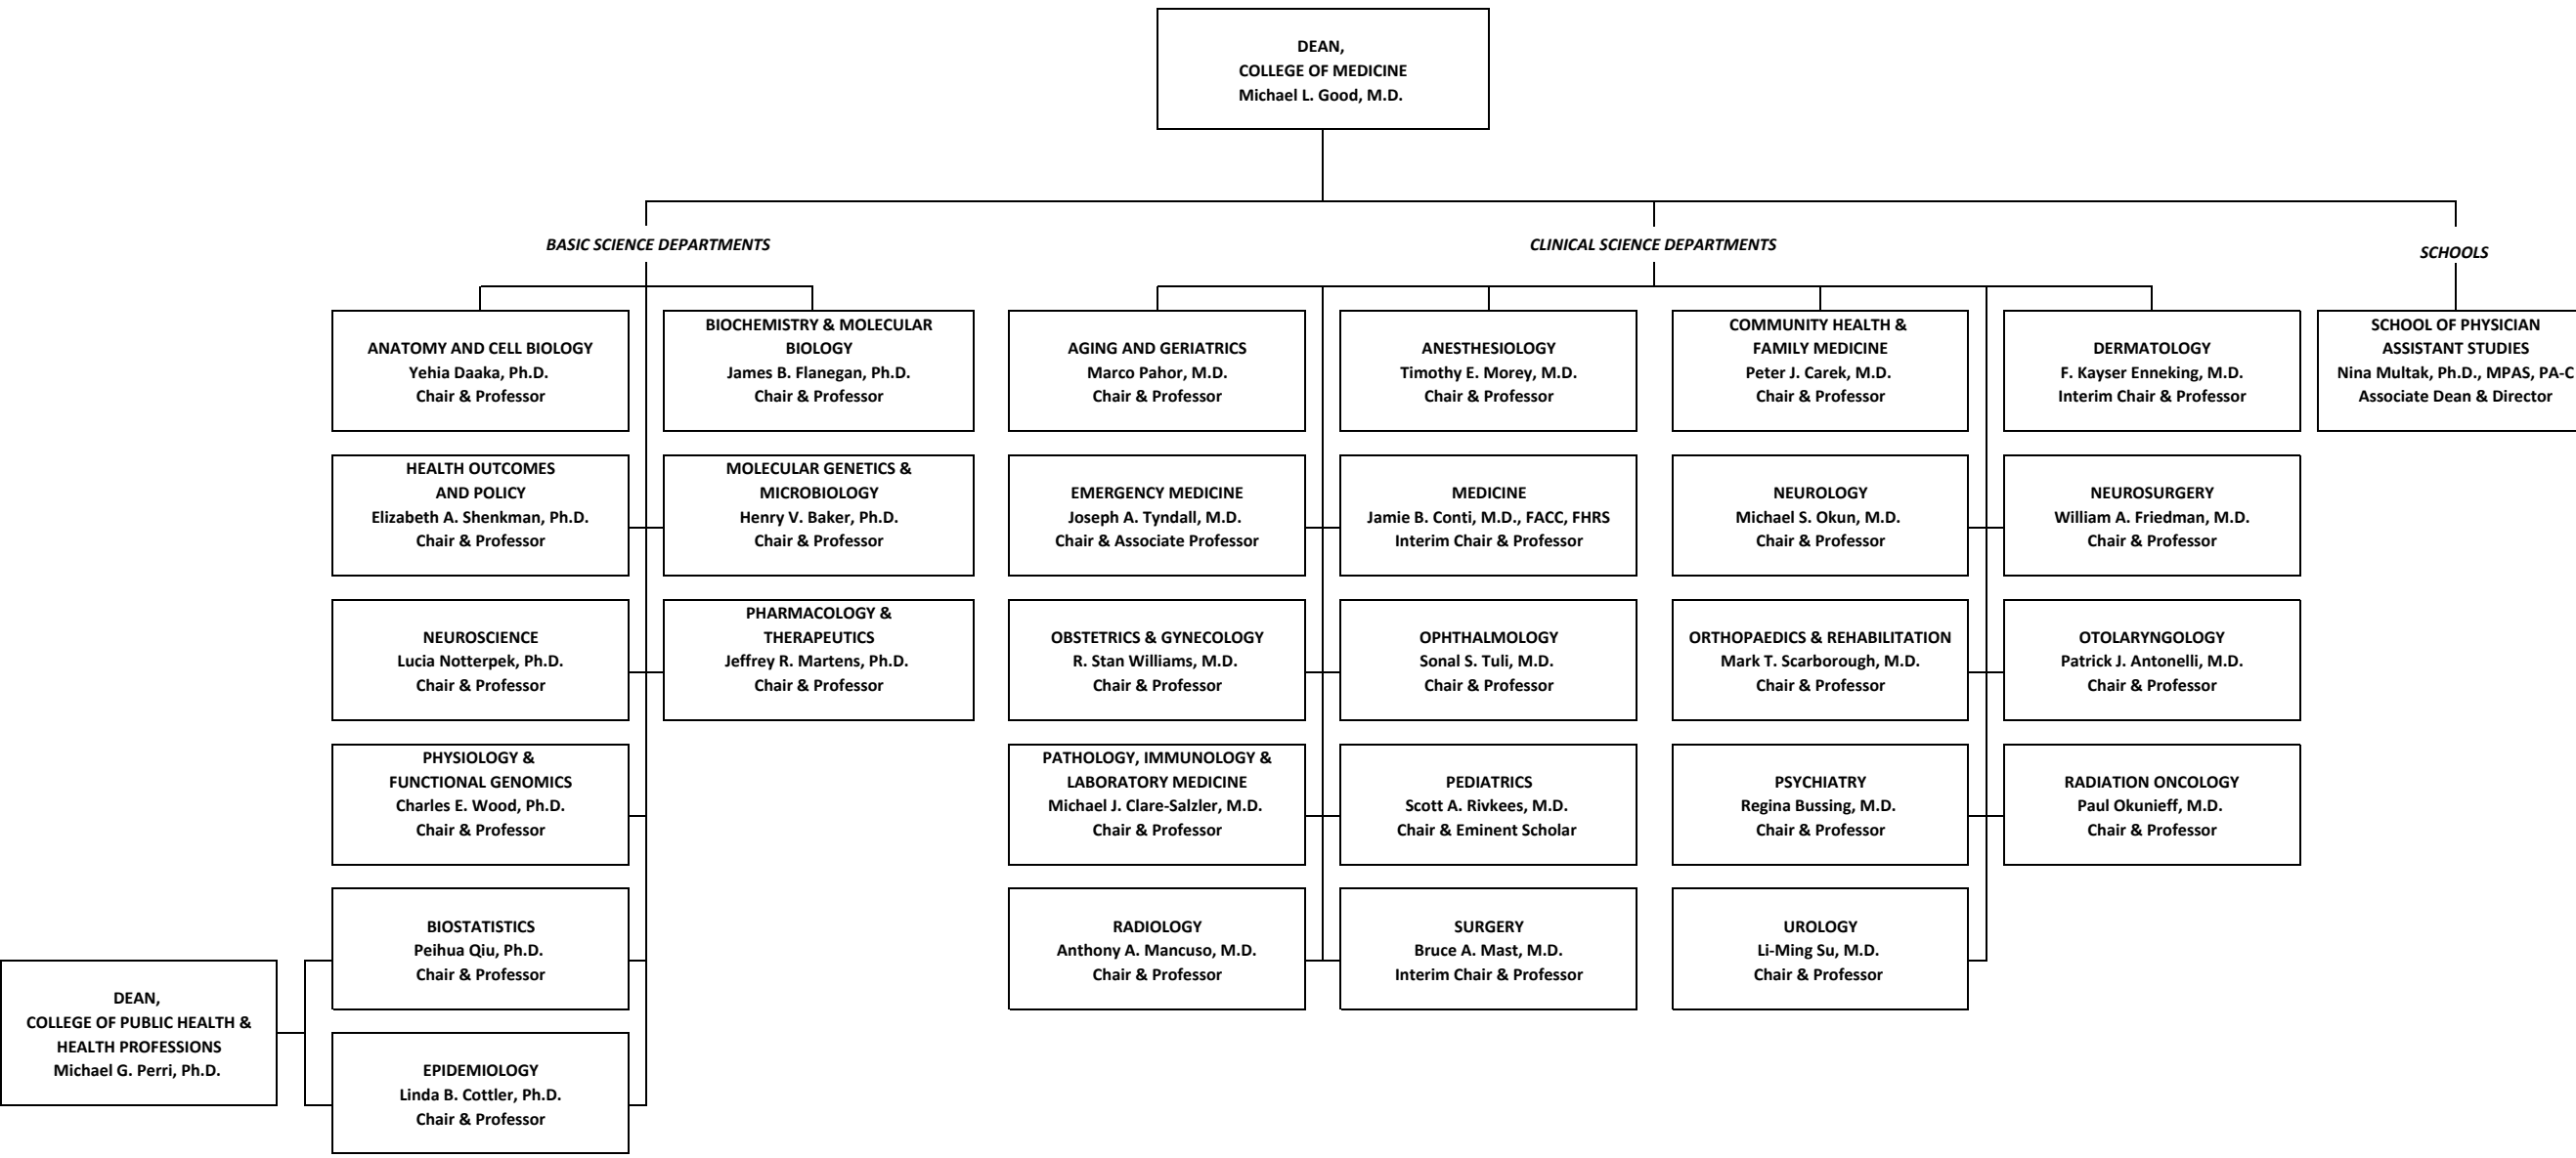 DEAN,
COLLEGE OF MEDICINE
Michael L. Good, M.D.
BASIC SCIENCE DEPARTMENTS
CLINICAL SCIENCE DEPARTMENTS
SCHOOLS
ANATOMY AND CELL BIOLOGY
Yehia Daaka, Ph.D.
Chair & Professor
BIOCHEMISTRY & MOLECULAR
BIOLOGY
James B. Flanegan, Ph.D.
Chair & Professor
AGING AND GERIATRICS
Marco Pahor, M.D.
Chair & Professor
ANESTHESIOLOGY
Timothy E. Morey, M.D.
Chair & Professor
COMMUNITY HEALTH &
FAMILY MEDICINE
Peter J. Carek, M.D.
Chair & Professor
DERMATOLOGY
F. Kayser Enneking, M.D.
Interim Chair & Professor
SCHOOL OF PHYSICIAN
ASSISTANT STUDIES
Nina Multak, Ph.D., MPAS, PA-C
Associate Dean & Director
HEALTH OUTCOMES
AND POLICY
Elizabeth A. Shenkman, Ph.D.
Chair & Professor
MOLECULAR GENETICS &
MICROBIOLOGY
Henry V. Baker, Ph.D.
Chair & Professor
EMERGENCY MEDICINE
Joseph A. Tyndall, M.D.
Chair & Associate Professor
MEDICINE
Jamie B. Conti, M.D., FACC, FHRS
Interim Chair & Professor
NEUROLOGY
Michael S. Okun, M.D.
Chair & Professor
NEUROSURGERY
William A. Friedman, M.D.
Chair & Professor
NEUROSCIENCE
Lucia Notterpek, Ph.D.
Chair & Professor
PHARMACOLOGY &
THERAPEUTICS
Jeffrey R. Martens, Ph.D.
Chair & Professor
OBSTETRICS & GYNECOLOGY
R. Stan Williams, M.D.
Chair & Professor
OPHTHALMOLOGY
Sonal S. Tuli, M.D.
Chair & Professor
ORTHOPAEDICS & REHABILITATION
Mark T. Scarborough, M.D.
Chair & Professor
OTOLARYNGOLOGY
Patrick J. Antonelli, M.D.
Chair & Professor
PHYSIOLOGY &
FUNCTIONAL GENOMICS
Charles E. Wood, Ph.D.
Chair & Professor
PATHOLOGY, IMMUNOLOGY &
LABORATORY MEDICINE
Michael J. Clare-Salzler, M.D.
Chair & Professor
PEDIATRICS
Scott A. Rivkees, M.D.
Chair & Eminent Scholar
PSYCHIATRY
Regina Bussing, M.D.
Chair & Professor
RADIATION ONCOLOGY
Paul Okunieff, M.D.
Chair & Professor
BIOSTATISTICS
Peihua Qiu, Ph.D.
Chair & Professor
RADIOLOGY
Anthony A. Mancuso, M.D.
Chair & Professor
SURGERY
Bruce A. Mast, M.D.
Interim Chair & Professor
UROLOGY
Li-Ming Su, M.D.
Chair & Professor
DEAN,
COLLEGE OF PUBLIC HEALTH &
HEALTH PROFESSIONS
Michael G. Perri, Ph.D.
EPIDEMIOLOGY
Linda B. Cottler, Ph.D.
Chair & Professor